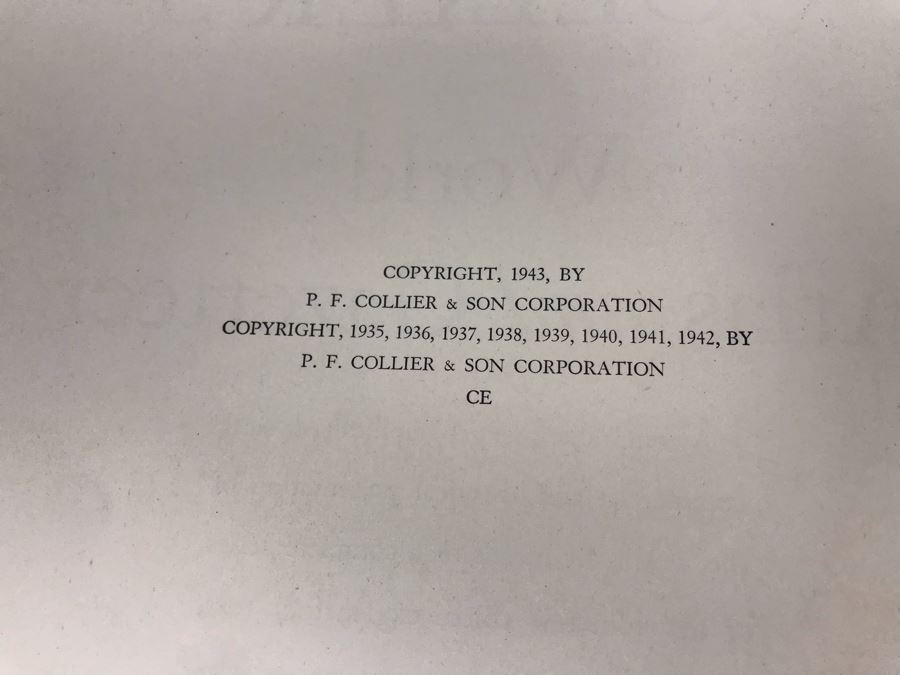 COPYRIGHT, 1943, BY
P. F. COLLIER & SON CORPORATION
COPYRIGHT, 1935, 1936, 1937, 1938, 1939, 1940, 1941, 1942, BY
P. F. COLLIER & SON CORPORATION
CE